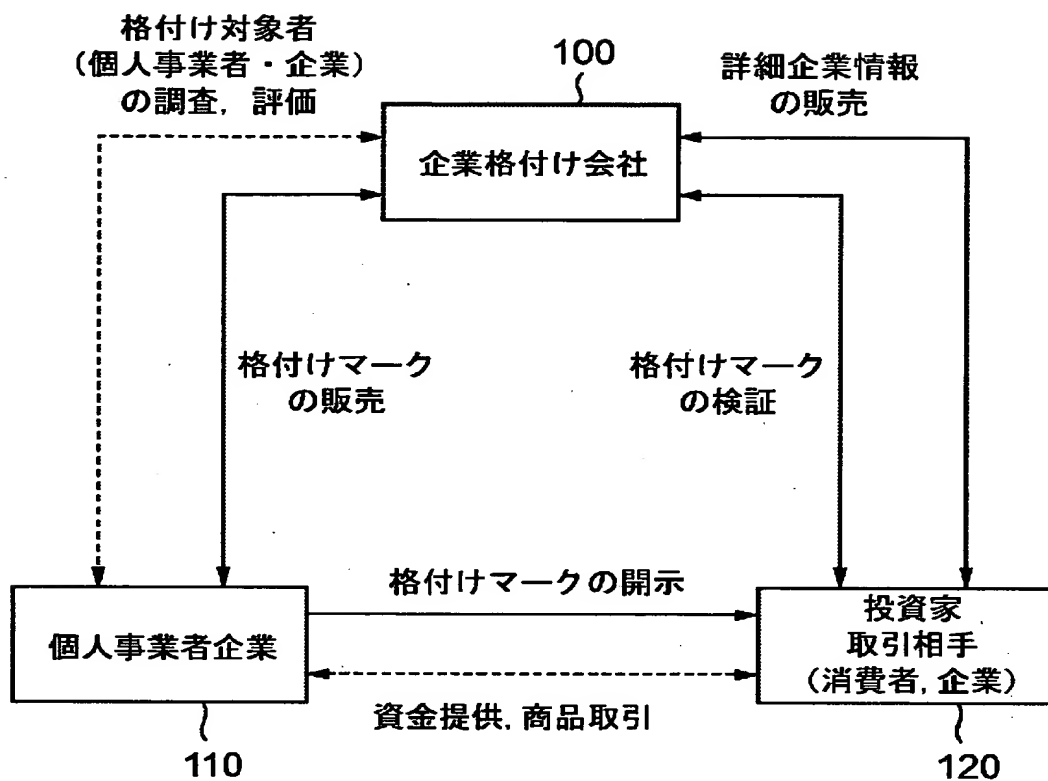 格付け対象者
(個人事業者・企業)
の調査, 評価
100
詳細企業情報
の販売
企業格付け会社
格付けマーク
の販売
格付けマーク
の検証
格付けマークの開示
個人事業者企業
投資家
取引相手
(消費者, 企業)
資金提供, 商品取引
110
120